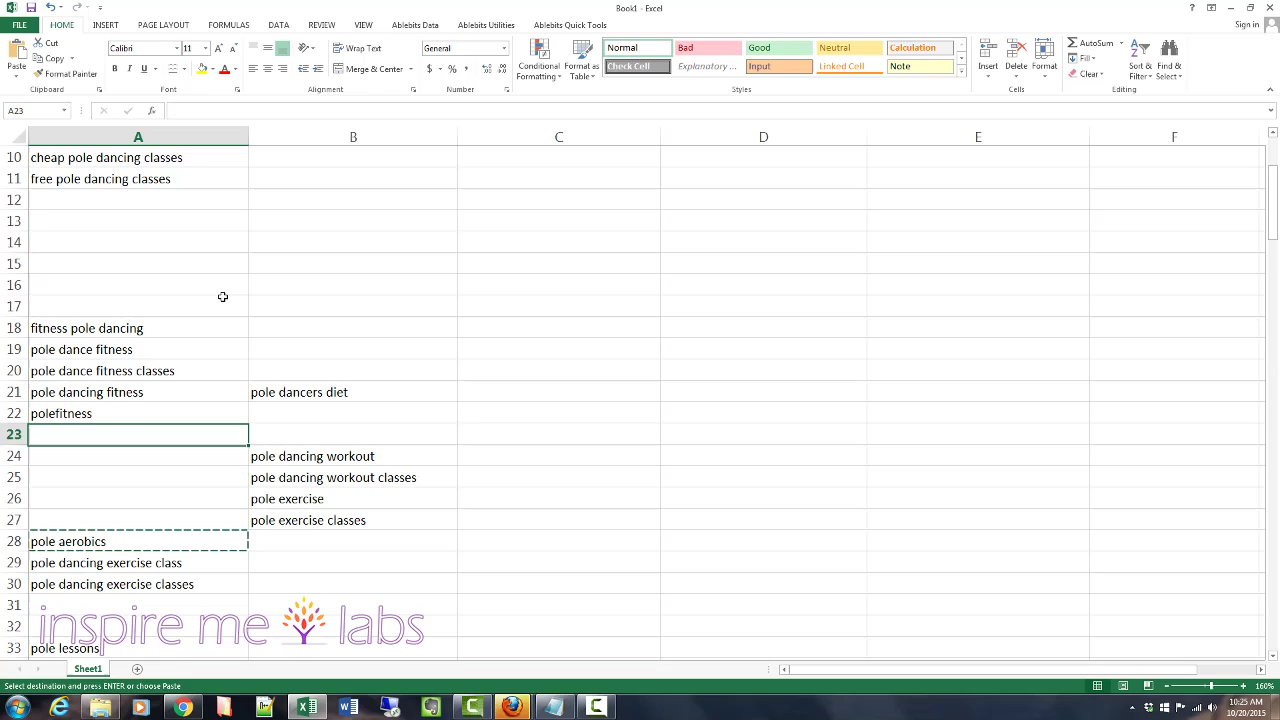 Book1 - Excel
Sign in
FILE HOME INSERT PAGE LAYOUT FORMULAS DATA REVIEW VIEW Ablebits Data Ablebits Utilities Ablebits Quick Tools
Paste Cut Copy Format Painter Clipboard
Calibri 11 B I U A Font
Wrap Text Merge & Center Alignment
General $ % , Number
Conditional Formatting Format as Table Normal Bad Good Neutral Calculation
Check Cell Explanatory ... Input Linked Cell Note Styles
Insert Delete Format Cells
AutoSum Fill Clear Sort & Filter Find & Select Editing
A23 fx
A B C D E F
10 cheap pole dancing classes
11 free pole dancing classes
12
13
14
15
16
17
18 fitness pole dancing
19 pole dance fitness
20 pole dance fitness classes
21 pole dancing fitness pole dancers diet
22 polefitness
23
24 pole dancing workout
25 pole dancing workout classes
26 pole exercise
27 pole exercise classes
28 pole aerobics
29 pole dancing exercise class
30 pole dancing exercise classes
31
32
inspire me labs
33 pole lessons
Sheet1
Select destination and press ENTER or choose Paste
160%
10:25 AM
10/20/2015